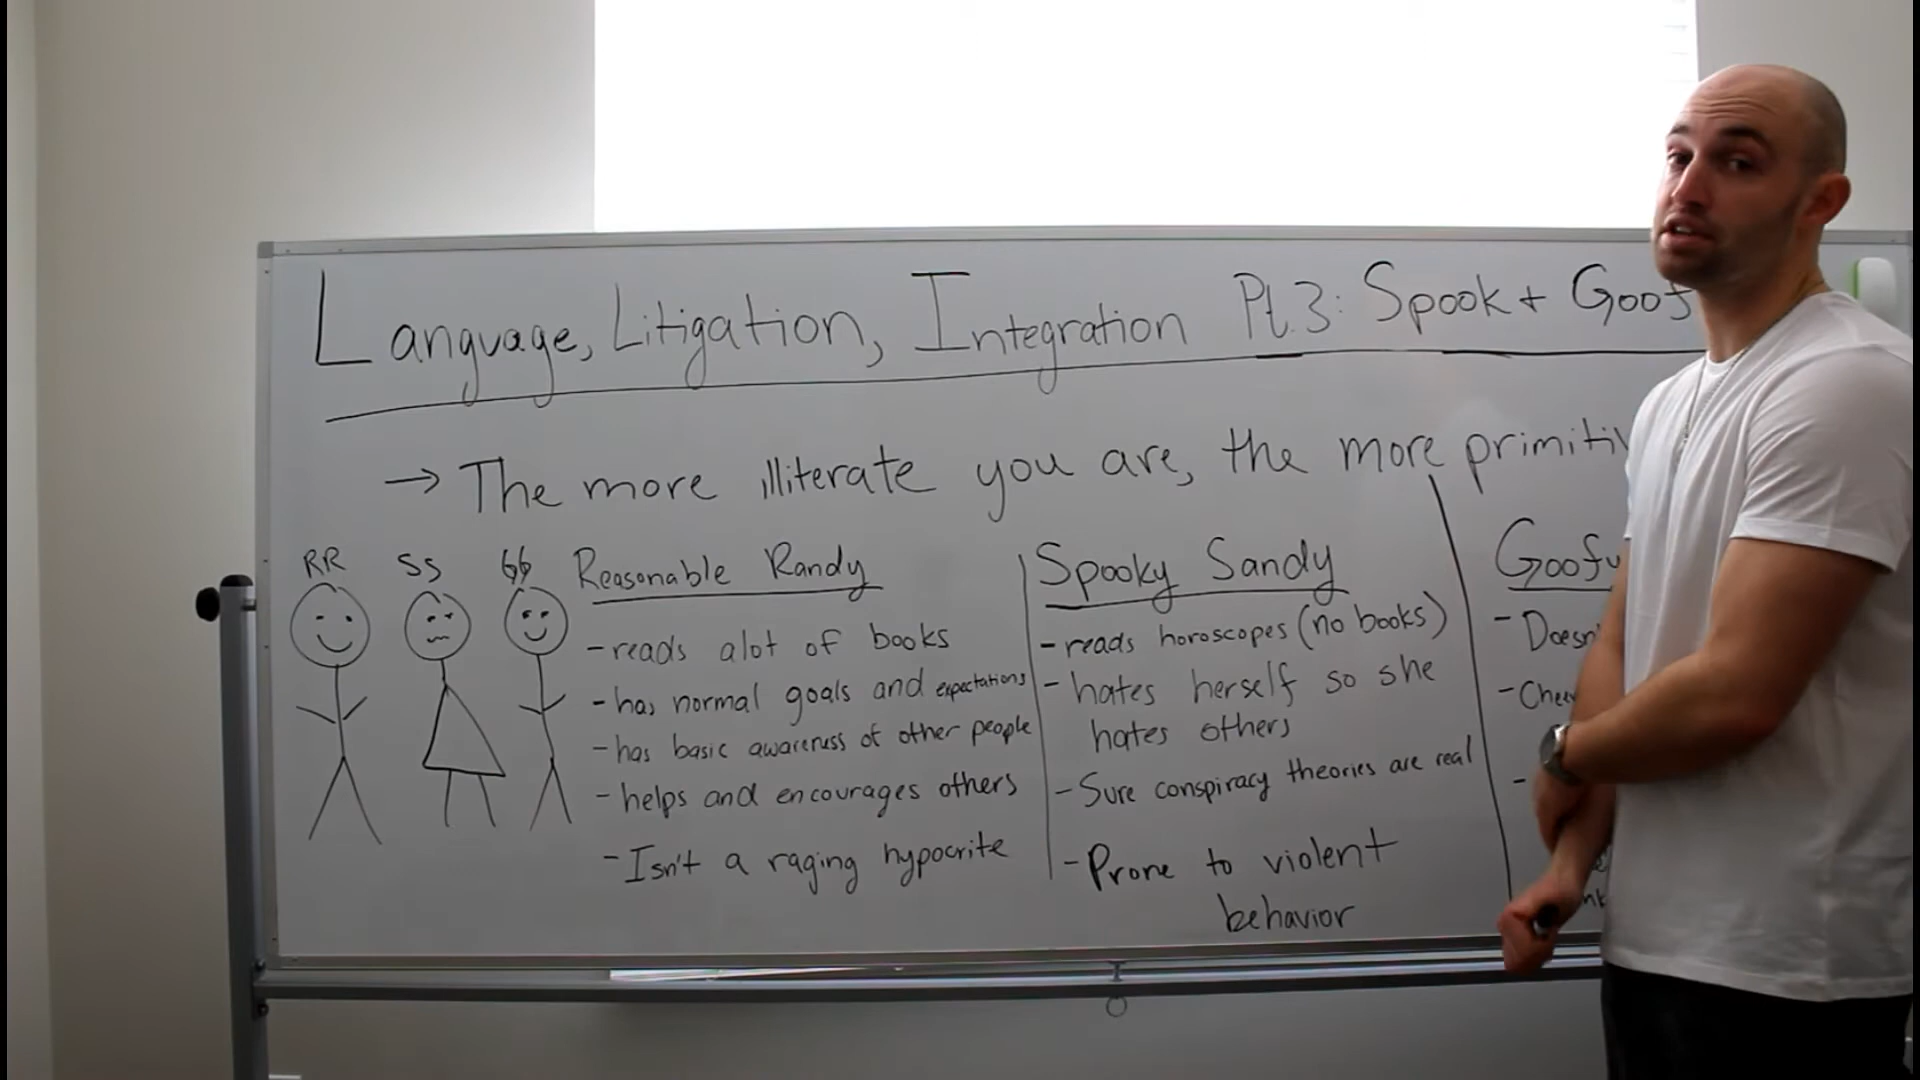 Language, Litigation, Integration Pt.3: Spook + Goof
→ The more illiterate you are, the more primitiv
RR SS GG
Reasonable Randy
- reads alot of books
- has normal goals and expectations
- has basic awareness of other people
- helps and encourages others
- Isn't a raging hypocrite
Spooky Sandy
- reads horoscopes (no books)
- hates herself so she
hates others
- Sure conspiracy theories are real
- Prone to violent
behavior
Goofy
- Doesn'